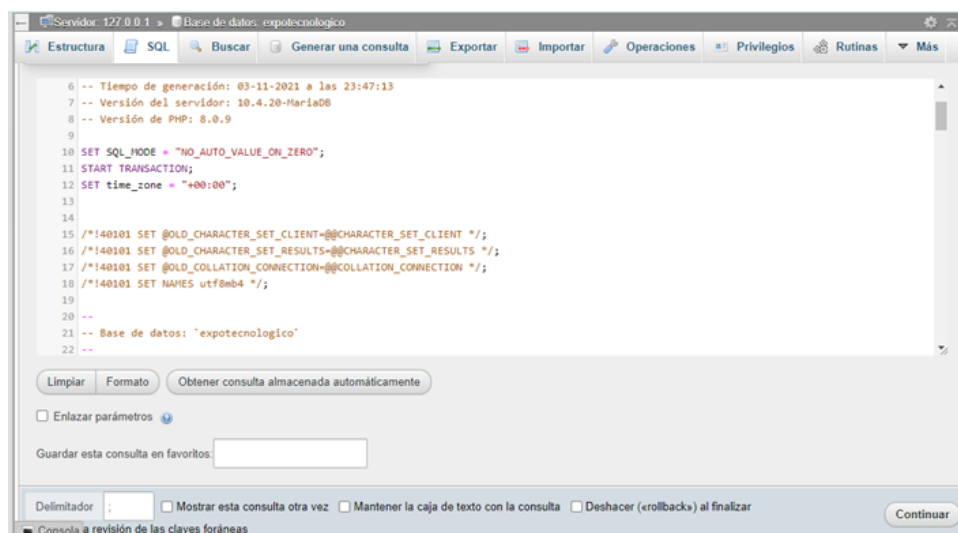 Servidor: 127.0.0.1 » Base de datos: expotecnologico
Estructura SQL Buscar Generar una consulta Exportar Importar Operaciones Privilegios Rutinas Más
6 -- Tiempo de generación: 03-11-2021 a las 23:47:13
7 -- Versión del servidor: 10.4.20-MariaDB
8 -- Versión de PHP: 8.0.9
9
10 SET SQL_MODE = "NO_AUTO_VALUE_ON_ZERO";
11 START TRANSACTION;
12 SET time_zone = "+00:00";
13
14
15 /*!40101 SET @OLD_CHARACTER_SET_CLIENT=@@CHARACTER_SET_CLIENT */;
16 /*!40101 SET @OLD_CHARACTER_SET_RESULTS=@@CHARACTER_SET_RESULTS */;
17 /*!40101 SET @OLD_COLLATION_CONNECTION=@@COLLATION_CONNECTION */;
18 /*!40101 SET NAMES utf8mb4 */;
19
20 --
21 -- Base de datos: `expotecnologico`
22 --
Limpiar Formato Obtener consulta almacenada automáticamente
Enlazar parámetros
Guardar esta consulta en favoritos:
Delimitador ; Mostrar esta consulta otra vez Mantener la caja de texto con la consulta Deshacer («rollback») al finalizar
Continuar
Consola a revisión de las claves foráneas